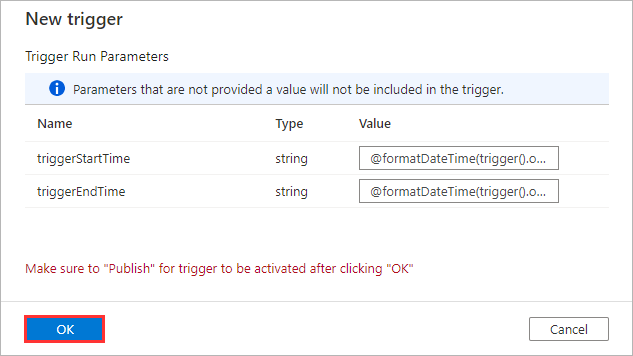 New trigger
Trigger Run Parameters
Parameters that are not provided a value will not be included in the trigger.
Name Type Value
triggerStartTime string @formatDateTime(trigger().o...
triggerEndTime string @formatDateTime(trigger().o...
Make sure to "Publish" for trigger to be activated after clicking "OK"
OK Cancel